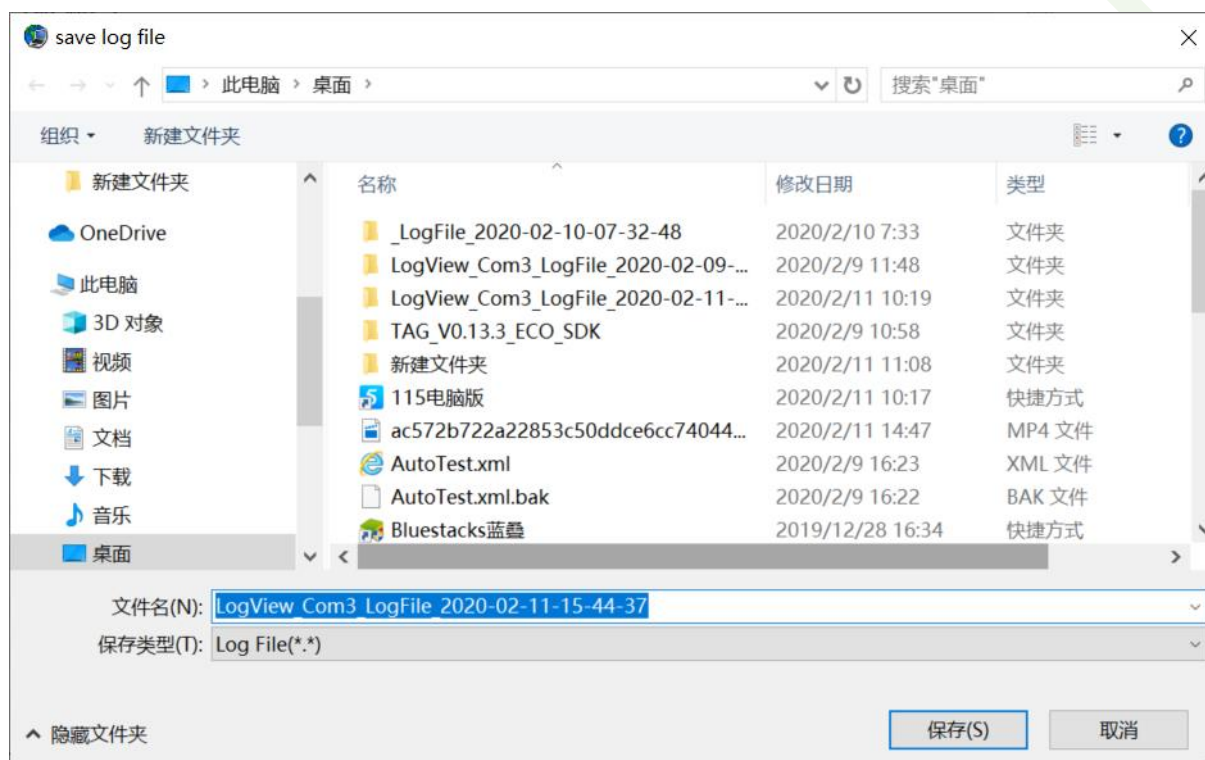 save log file
此电脑 › 桌面 ›
搜索"桌面"
组织 新建文件夹
新建文件夹
OneDrive
此电脑
3D 对象
视频
图片
文档
下载
音乐
桌面
名称 修改日期 类型
_LogFile_2020-02-10-07-32-48 2020/2/10 7:33 文件夹
LogView_Com3_LogFile_2020-02-09-... 2020/2/9 11:48 文件夹
LogView_Com3_LogFile_2020-02-11-... 2020/2/11 10:19 文件夹
TAG_V0.13.3_ECO_SDK 2020/2/9 10:58 文件夹
新建文件夹 2020/2/11 11:08 文件夹
115电脑版 2020/2/11 10:17 快捷方式
ac572b722a22853c50ddce6cc74044... 2020/2/11 14:47 MP4 文件
AutoTest.xml 2020/2/9 16:23 XML 文件
AutoTest.xml.bak 2020/2/9 16:22 BAK 文件
Bluestacks蓝叠 2019/12/28 16:34 快捷方式
文件名(N): LogView_Com3_LogFile_2020-02-11-15-44-37
保存类型(T): Log File(*.*)
隐藏文件夹
保存(S) 取消